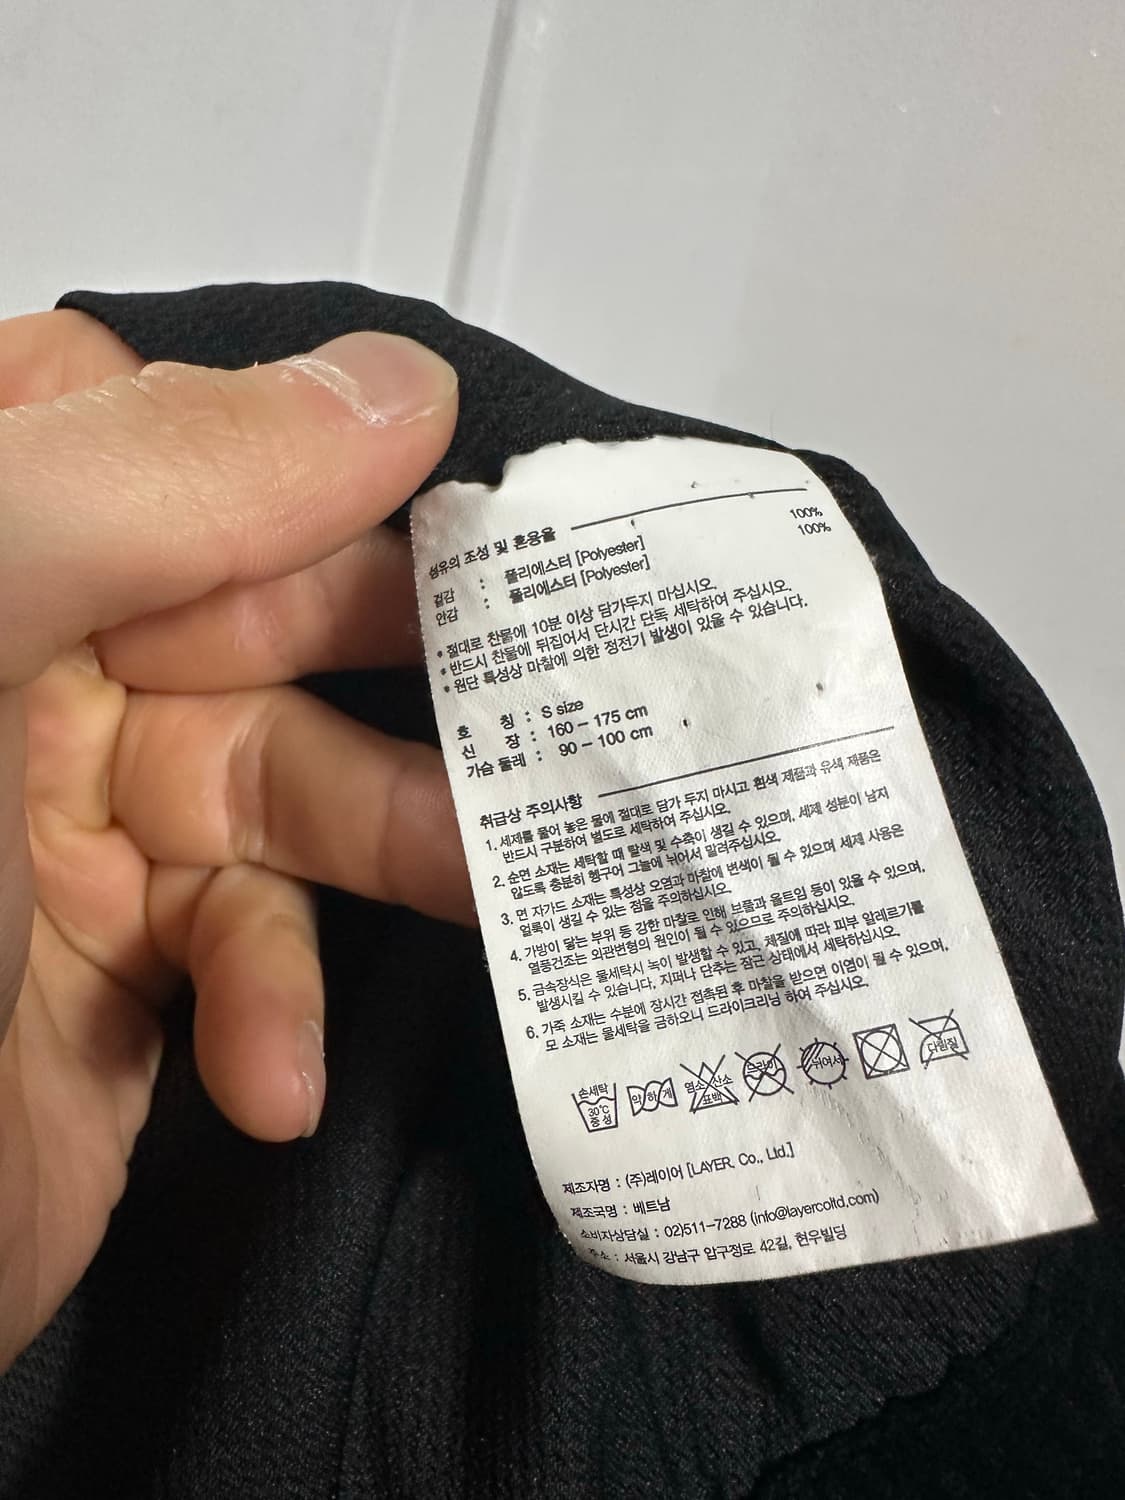 섬유의 조성 및 혼용율
겉감 : 폴리에스터 [Polyester] 100%
안감 : 폴리에스터 [Polyester] 100%
* 절대로 찬물에 10분 이상 담가두지 마십시오.
* 반드시 찬물에 뒤집어서 단시간 단독 세탁하여 주십시오.
* 원단 특성상 마찰에 의한 정전기 발생이 있을 수 있습니다.
호 칭 : S size
신 장 : 160 - 175 cm
가슴 둘레 : 90 - 100 cm
취급상 주의사항
1. 세제를 풀어 놓은 물에 절대로 담가 두지 마시고 흰색 제품과 유색 제품은
반드시 구분하여 별도로 세탁하여 주십시오.
2. 순면 소재는 세탁할 때 탈색 및 수축이 생길 수 있으며, 세제 성분이 남지
않도록 충분히 헹구어 그늘에 뉘어서 말려주십시오.
3. 면 자가드 소재는 특성상 오염과 마찰에 변색이 될 수 있으며 세제 사용은
얼룩이 생길 수 있는 점을 주의하십시오.
4. 가방이 닿는 부위 등 강한 마찰로 인해 보풀과 올트임 등이 있을 수 있으며,
열풍건조는 외관변형의 원인이 될 수 있으므로 주의하십시오.
5. 금속장식은 물세탁시 녹이 발생할 수 있고, 체질에 따라 피부 알레르기를
발생시킬 수 있습니다. 지퍼나 단추는 잠근 상태에서 세탁하십시오.
6. 가죽 소재는 수분에 장시간 접촉된 후 마찰을 받으면 이염이 될 수 있으며,
모 소재는 물세탁을 금하오니 드라이크리닝 하여 주십시오.
손세탁 30℃ 중성 약하게 염소 산소 표백 드라이 뉘어서 다림질
제조자명 : (주)레이어 [LAYER. Co., Ltd.]
제조국명 : 베트남
소비자상담실 : 02)511-7288 (info@layercoltd.com)
주소 : 서울시 강남구 압구정로 42길, 현우빌딩